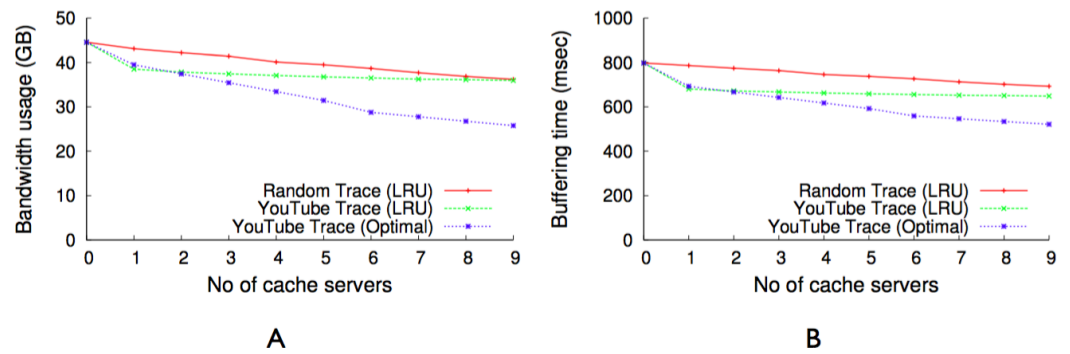 50
40
30
20
10
0
Bandwidth usage (GB)
Random Trace (LRU)
YouTube Trace (LRU)
YouTube Trace (Optimal)
0 1 2 3 4 5 6 7 8 9
No of cache servers
A
1000
800
600
400
200
0
Buffering time (msec)
Random Trace (LRU)
YouTube Trace (LRU)
YouTube Trace (Optimal)
0 1 2 3 4 5 6 7 8 9
No of cache servers
B